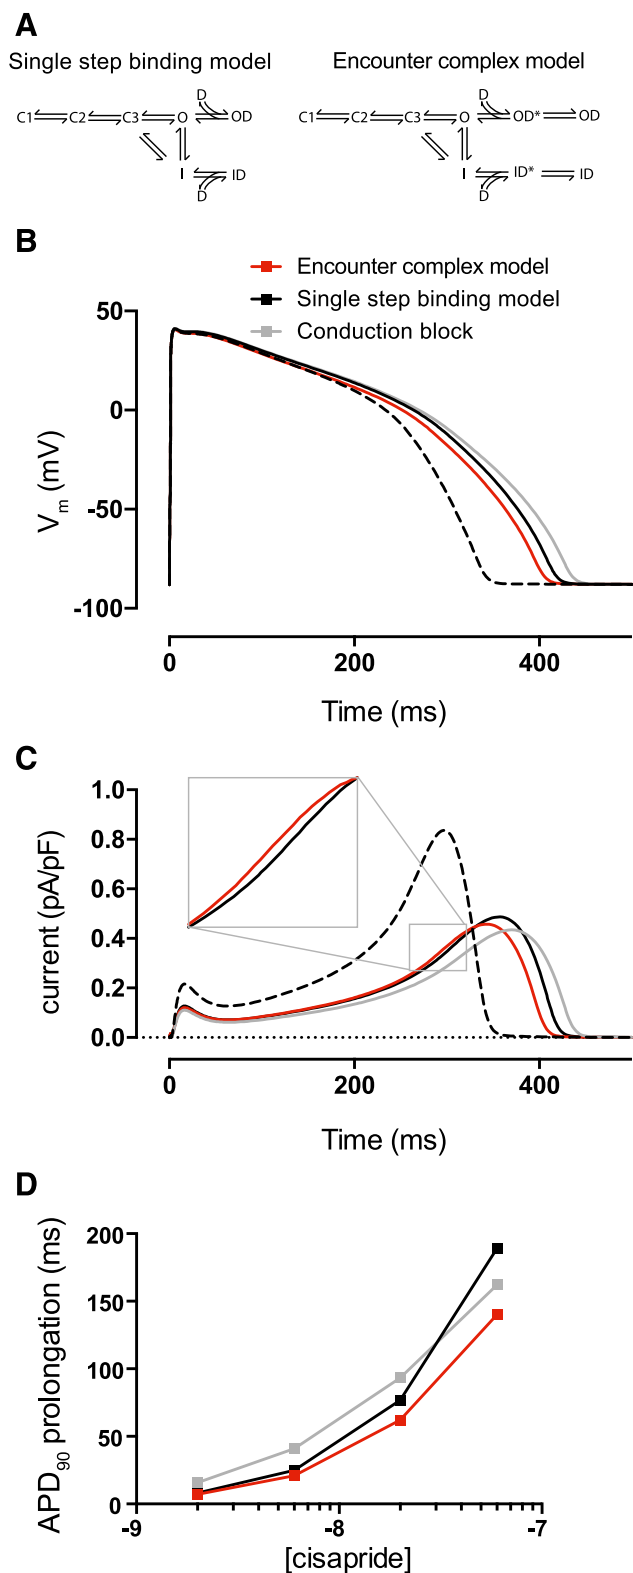 A
Single step binding model Encounter complex model
D D
C1 C2 C3 O OD C1 C2 C3 O OD* OD
I ID I ID* ID
D D
B
Encounter complex model
Single step binding model
Conduction block
50
0
-50
-100
Vm (mV)
0 200 400
Time (ms)
C
1.0
0.8
0.6
0.4
0.2
0.0
current (pA/pF)
0 200 400
Time (ms)
D
200
150
100
50
0
APD90 prolongation (ms)
-9 -8 -7
[cisapride]